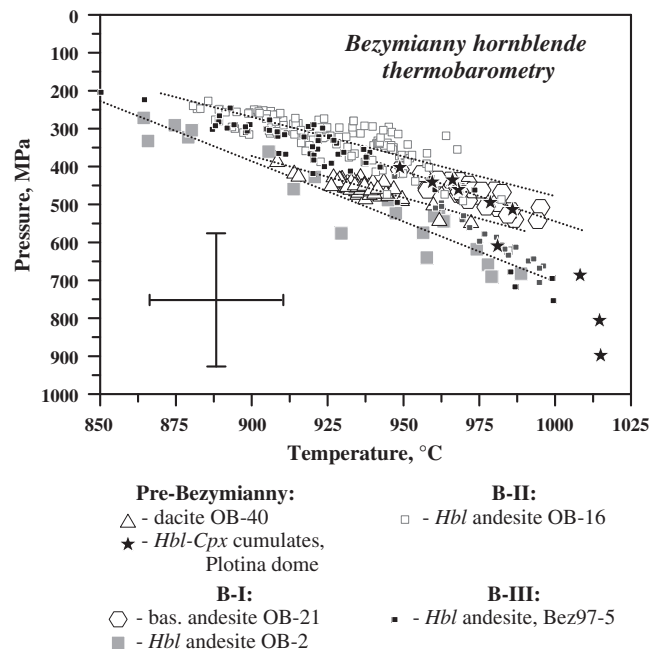 Bezymianny hornblende
thermobarometry
Pressure, MPa
0
100
200
300
400
500
600
700
800
900
1000
850
875
900
925
950
975
1000
1025
Temperature, °C
Pre-Bezymianny:
- dacite OB-40
- Hbl-Cpx cumulates,
Plotina dome
B-II:
- Hbl andesite OB-16
B-I:
- bas. andesite OB-21
- Hbl andesite OB-2
B-III:
- Hbl andesite, Bez97-5